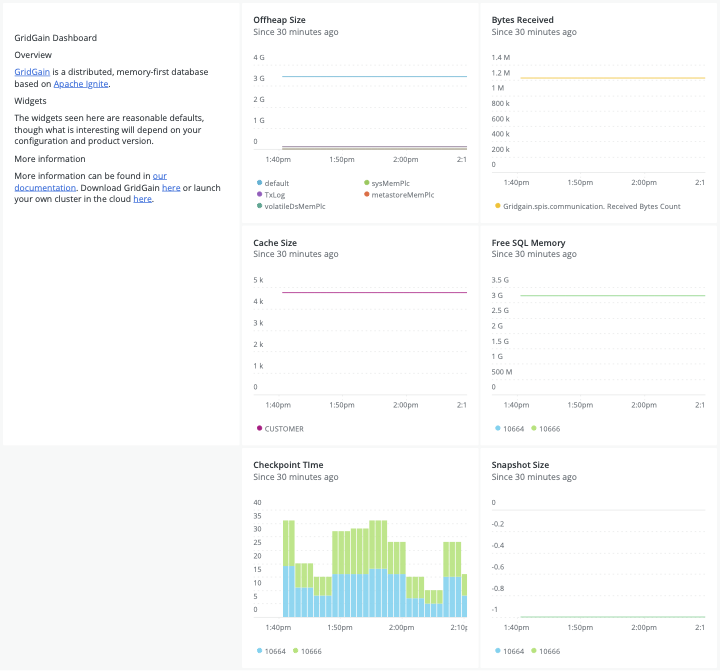 GridGain Dashboard
Overview
GridGain is a distributed, memory-first database
based on Apache Ignite.
Widgets
The widgets seen here are reasonable defaults,
though what is interesting will depend on your
configuration and product version.
More information
More information can be found in our
documentation. Download GridGain here or launch
your own cluster in the cloud here.
Offheap Size
Since 30 minutes ago
4 G
3 G
2 G
1 G
0
1:40pm 1:50pm 2:00pm 2:1
default sysMemPlc
TxLog metastoreMemPlc
volatileDsMemPlc
Bytes Received
Since 30 minutes ago
1.4 M
1.2 M
1 M
800 k
600 k
400 k
200 k
0
1:40pm 1:50pm 2:00pm 2:1
Gridgain.spis.communication. Received Bytes Count
Cache Size
Since 30 minutes ago
5 k
4 k
3 k
2 k
1 k
0
1:40pm 1:50pm 2:00pm 2:1
CUSTOMER
Free SQL Memory
Since 30 minutes ago
3.5 G
3 G
2.5 G
2 G
1.5 G
1 G
500 M
0
1:40pm 1:50pm 2:00pm 2:1
10664 10666
Checkpoint TIme
Since 30 minutes ago
40
35
30
25
20
15
10
5
0
1:40pm 1:50pm 2:00pm 2:10p
10664 10666
Snapshot Size
Since 30 minutes ago
0
-0.2
-0.4
-0.6
-0.8
-1
1:40pm 1:50pm 2:00pm 2:1
10664 10666